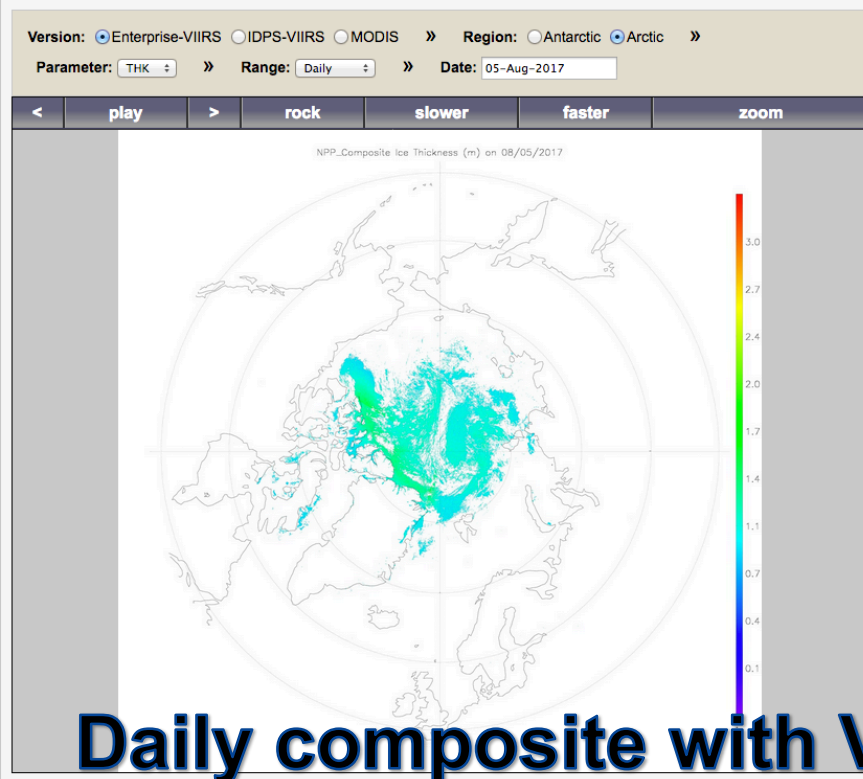 Version: Enterprise-VIIRS IDPS-VIIRS MODIS » Region: Antarctic Arctic »
Parameter: THK » Range: Daily » Date: 05-Aug-2017
< play > rock slower faster zoom
NPP_Composite Ice Thickness (m) on 08/05/2017
3.0
2.7
2.4
2.0
1.7
1.4
1.1
0.7
0.4
0.1
Daily composite with V